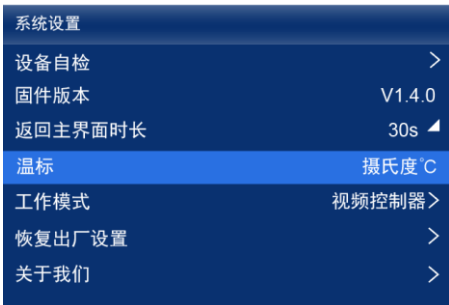 系统设置
设备自检 >
固件版本 V1.4.0
返回主界面时长 30s
温标 摄氏度℃
工作模式 视频控制器>
恢复出厂设置 >
关于我们 >